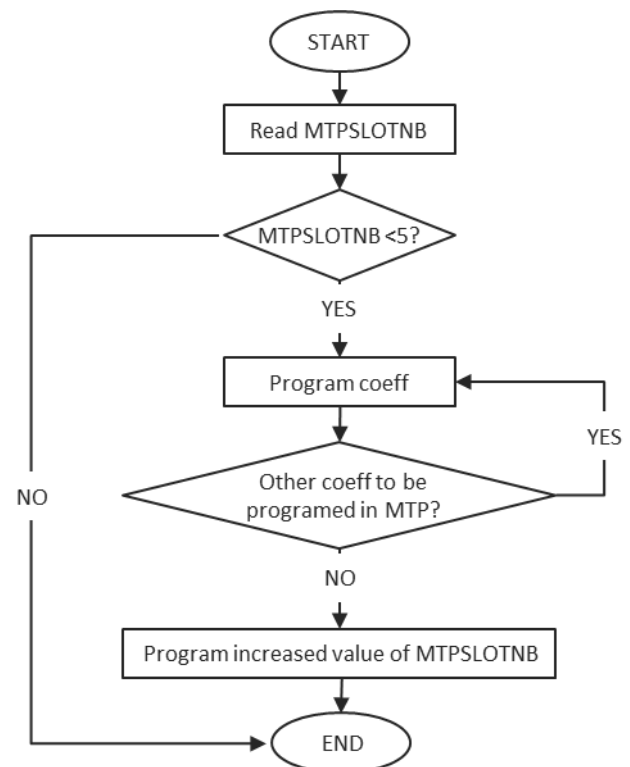 START
Read MTPSLOTNB
MTPSLOTNB <5?
YES
Program coeff
YES
Other coeff to be
programed in MTP?
NO
NO
Program increased value of MTPSLOTNB
END